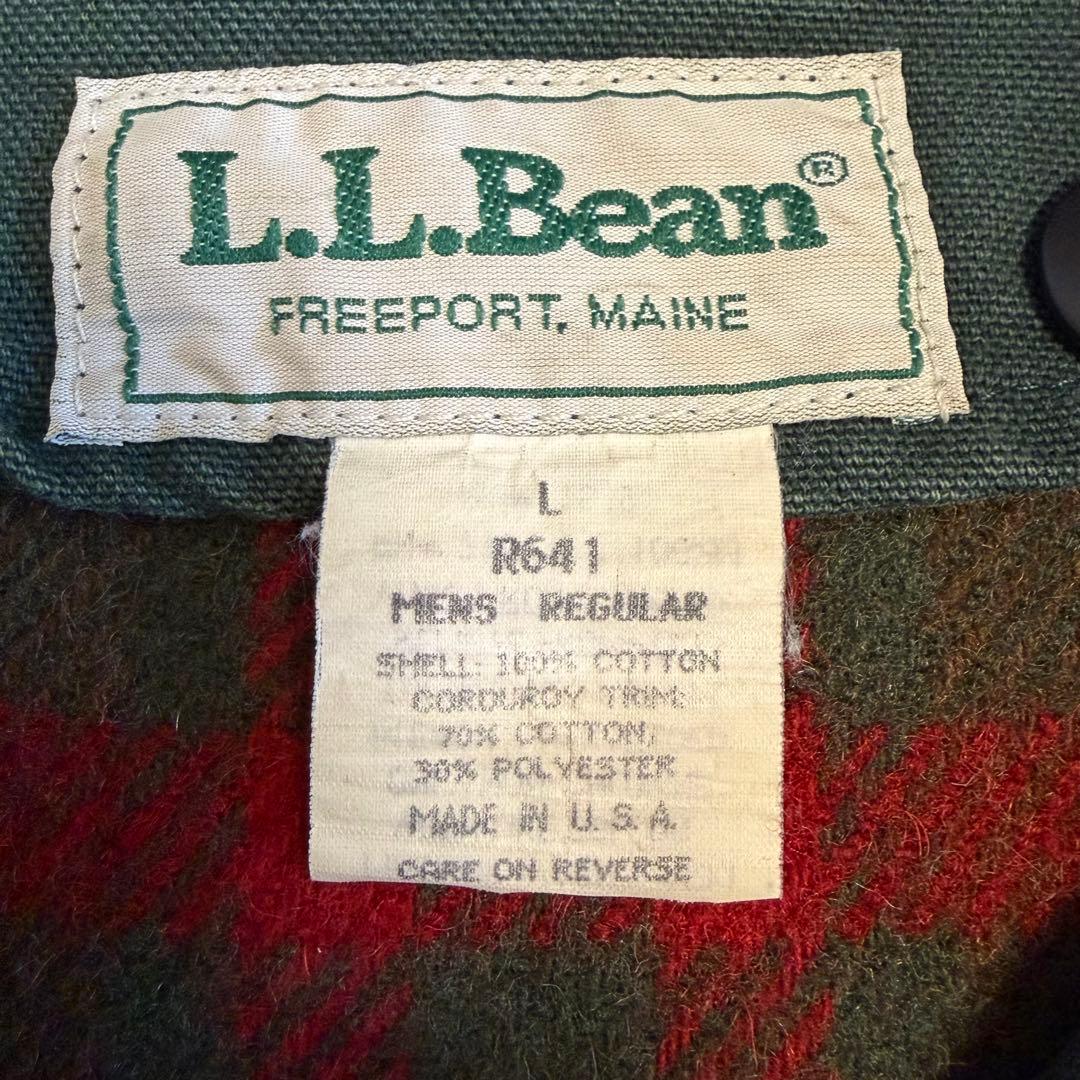 L.L.Bean®
FREEPORT, MAINE
L
R641
MENS REGULAR
SHELL: 100% COTTON
CORDUROY TRIM:
70% COTTON,
30% POLYESTER
MADE IN U.S.A.
CARE ON REVERSE